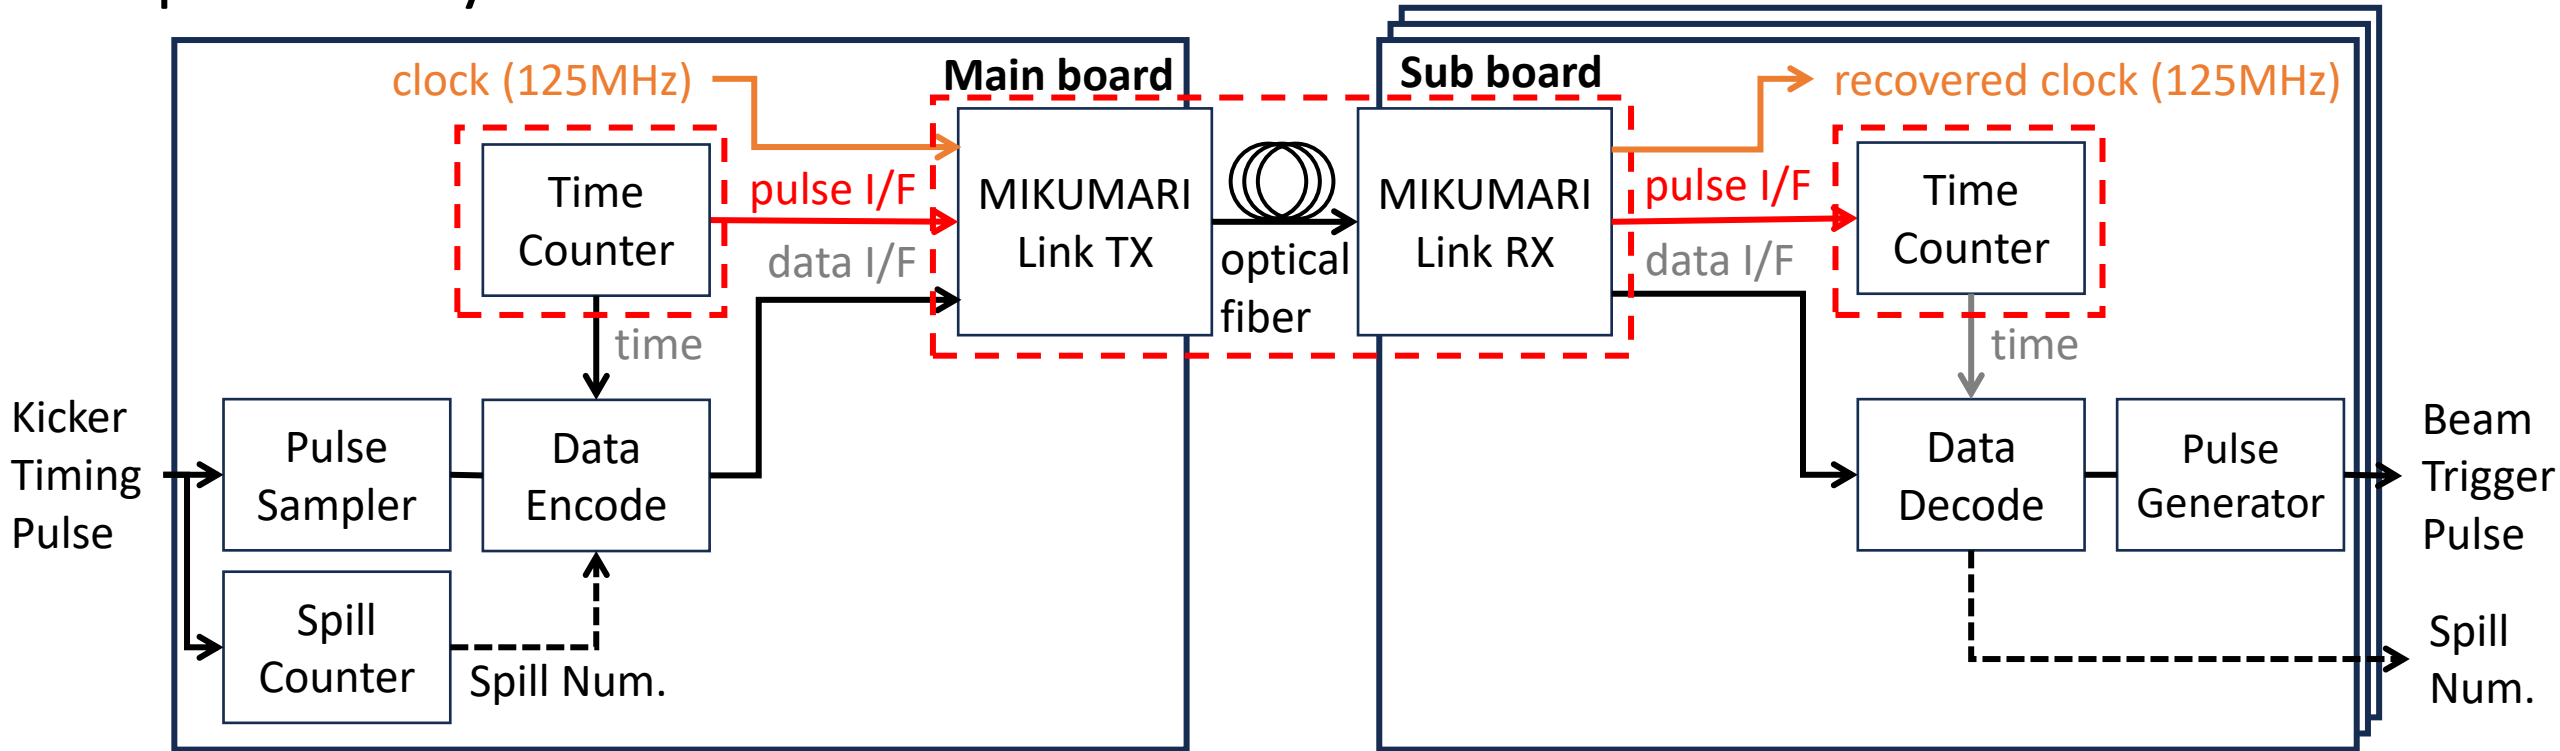 clock (125MHz)
Main board
Time
Counter
pulse I/F
data I/F
MIKUMARI
Link TX
time
optical
fiber
Kicker
Timing
Pulse
Pulse
Sampler
Data
Encode
Spill
Counter
Spill Num.
Sub board
recovered clock (125MHz)
MIKUMARI
Link RX
pulse I/F
data I/F
Time
Counter
time
Data
Decode
Pulse
Generator
Beam
Trigger
Pulse
Spill
Num.